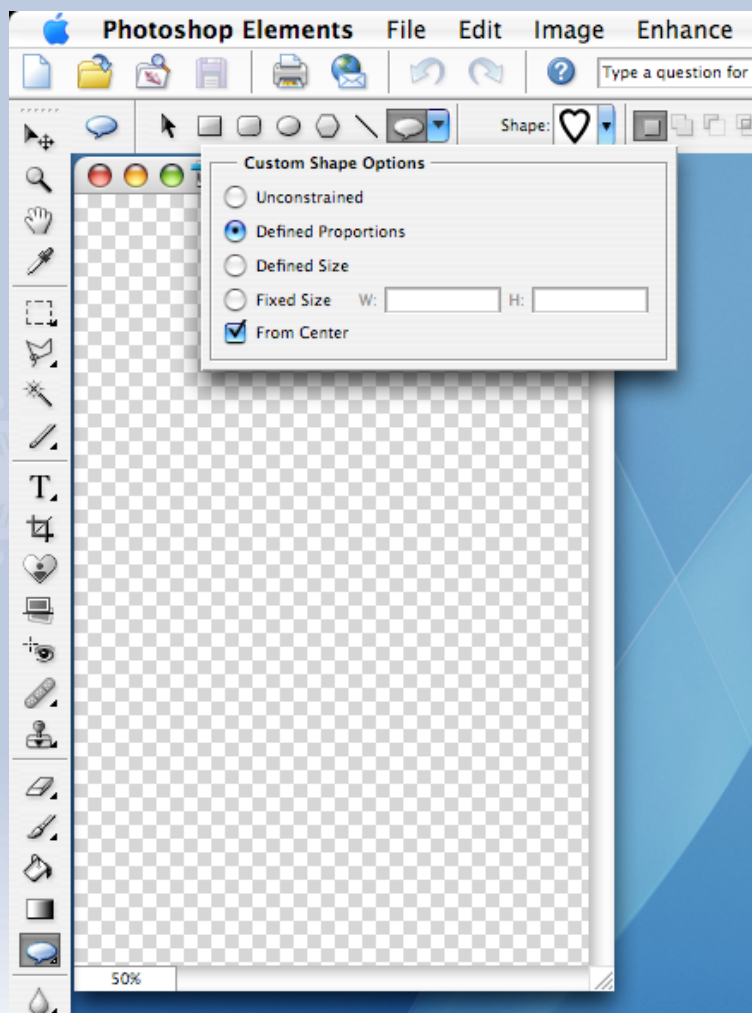 Photoshop Elements File Edit Image Enhance
Type a question for
Shape:
Custom Shape Options
Unconstrained
Defined Proportions
Defined Size
Fixed Size W: H:
From Center
T
50%